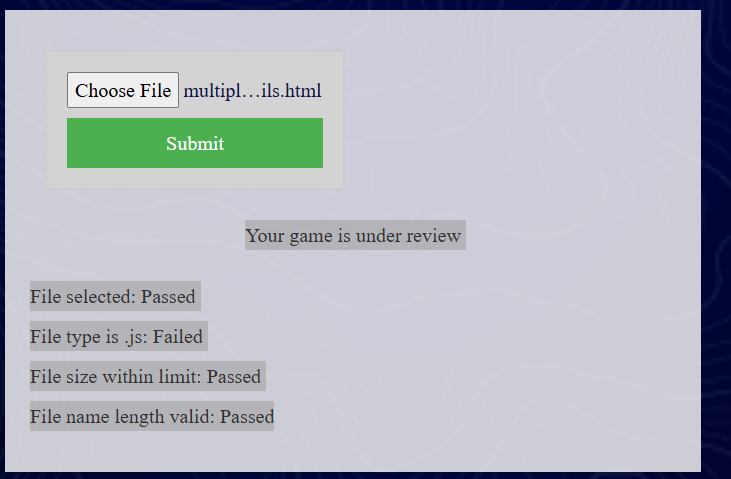 Choose File multipl…ils.html
Submit
Your game is under review
File selected: Passed
File type is .js: Failed
File size within limit: Passed
File name length valid: Passed